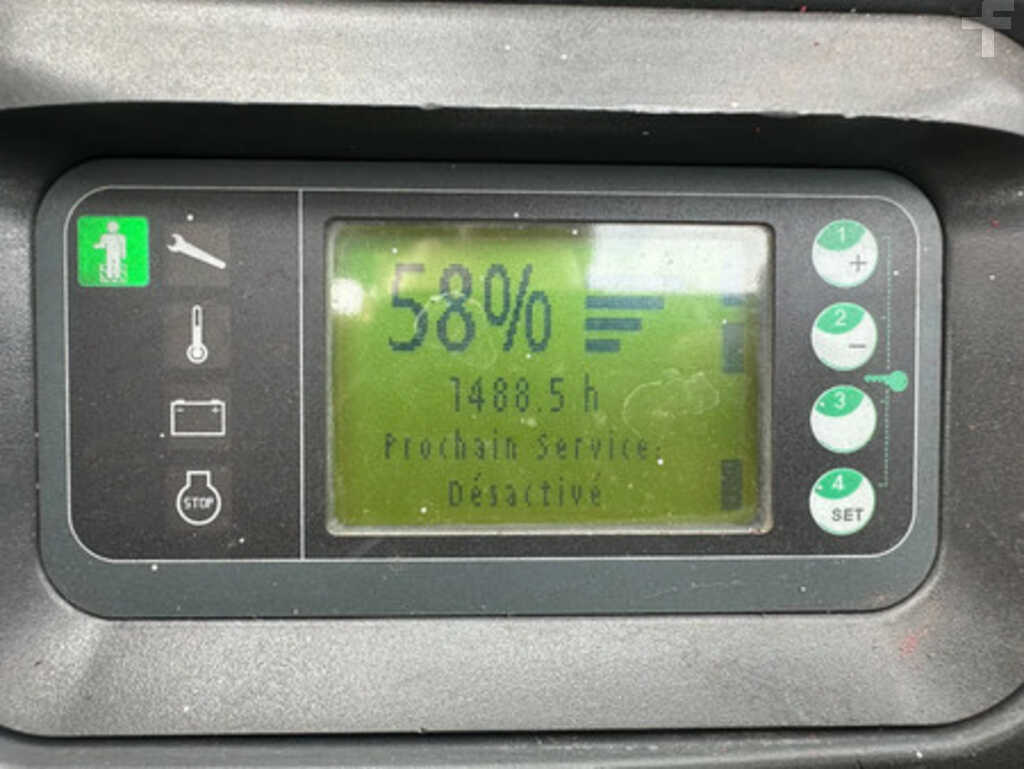 58%
1488.5 h
Prochain Service:
Désactivé
STOP
1
+
2
−
3
4
SET